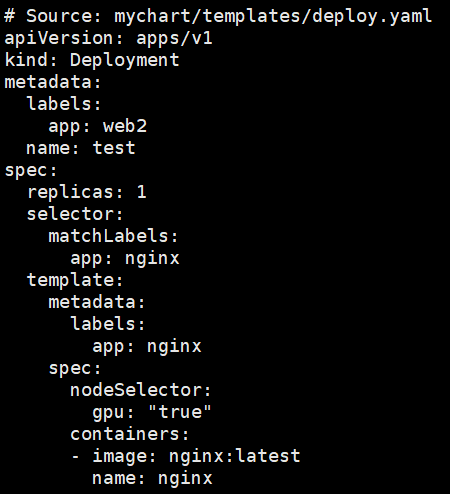 # Source: mychart/templates/deploy.yaml
apiVersion: apps/v1
kind: Deployment
metadata:
  labels:
    app: web2
  name: test
spec:
  replicas: 1
  selector:
    matchLabels:
      app: nginx
  template:
    metadata:
      labels:
        app: nginx
    spec:
      nodeSelector:
        gpu: "true"
      containers:
      - image: nginx:latest
        name: nginx